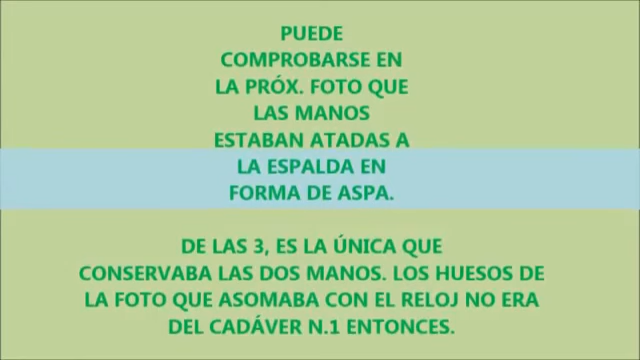 PUEDE
COMPROBARSE EN
LA PRÓX. FOTO QUE
LAS MANOS
ESTABAN ATADAS A
LA ESPALDA EN
FORMA DE ASPA.
DE LAS 3, ES LA ÚNICA QUE
CONSERVABA LAS DOS MANOS. LOS HUESOS DE
LA FOTO QUE ASOMABA CON EL RELOJ NO ERA
DEL CADÁVER N.1 ENTONCES.